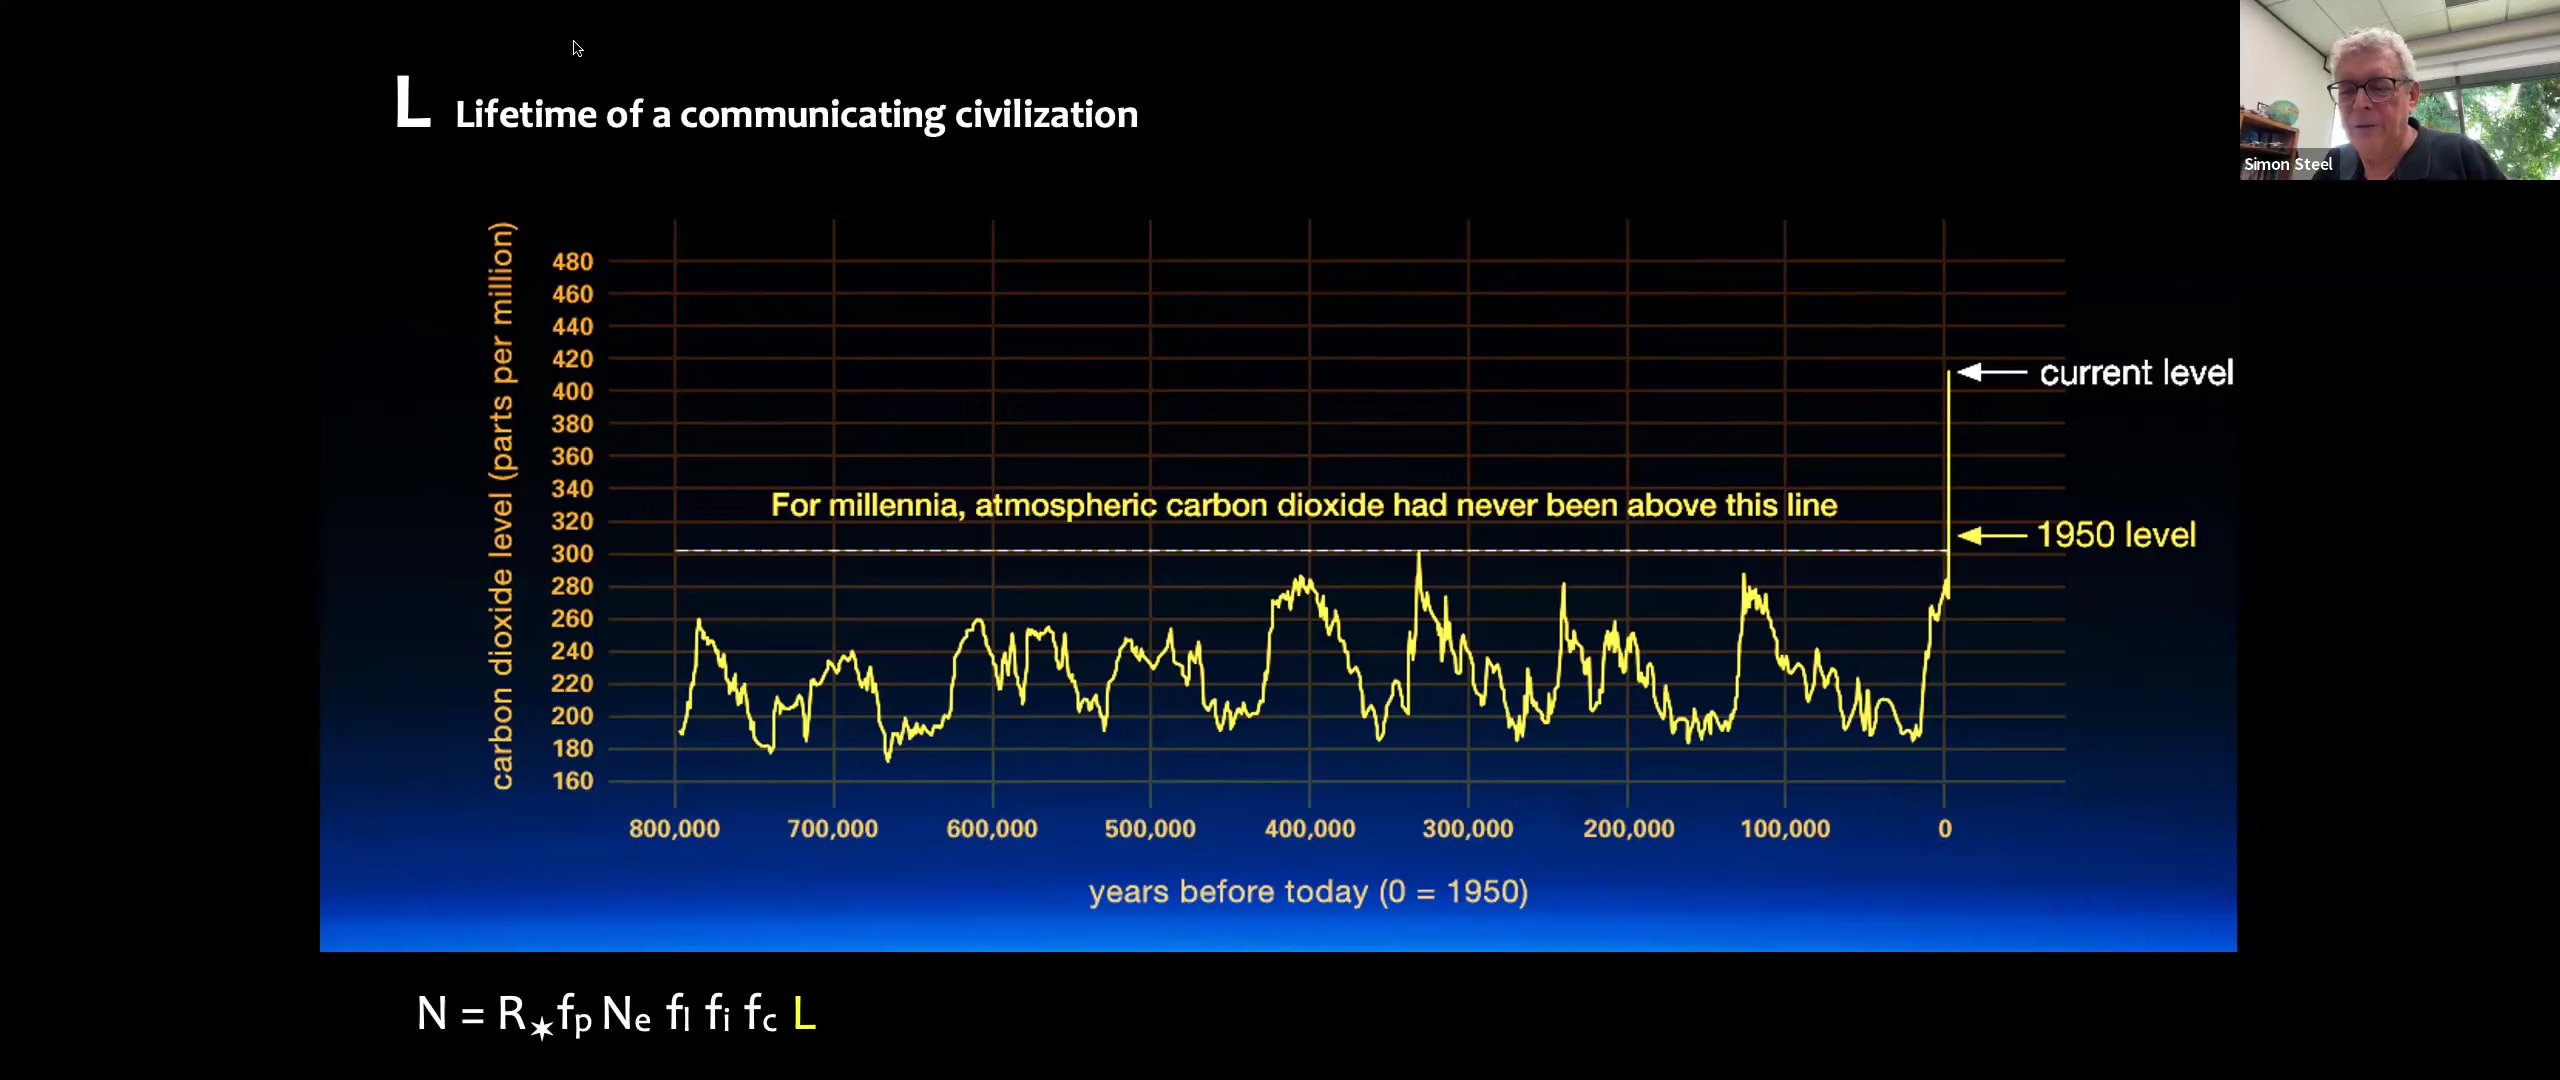 L Lifetime of a communicating civilization
Simon Steel
carbon dioxide level (parts per million)
480
460
440
420
400
380
360
340
320
300
280
260
240
220
200
180
160
current level
For millennia, atmospheric carbon dioxide had never been above this line
1950 level
800,000 700,000 600,000 500,000 400,000 300,000 200,000 100,000 0
years before today (0 = 1950)
N = R★ fp Ne fl fi fc L